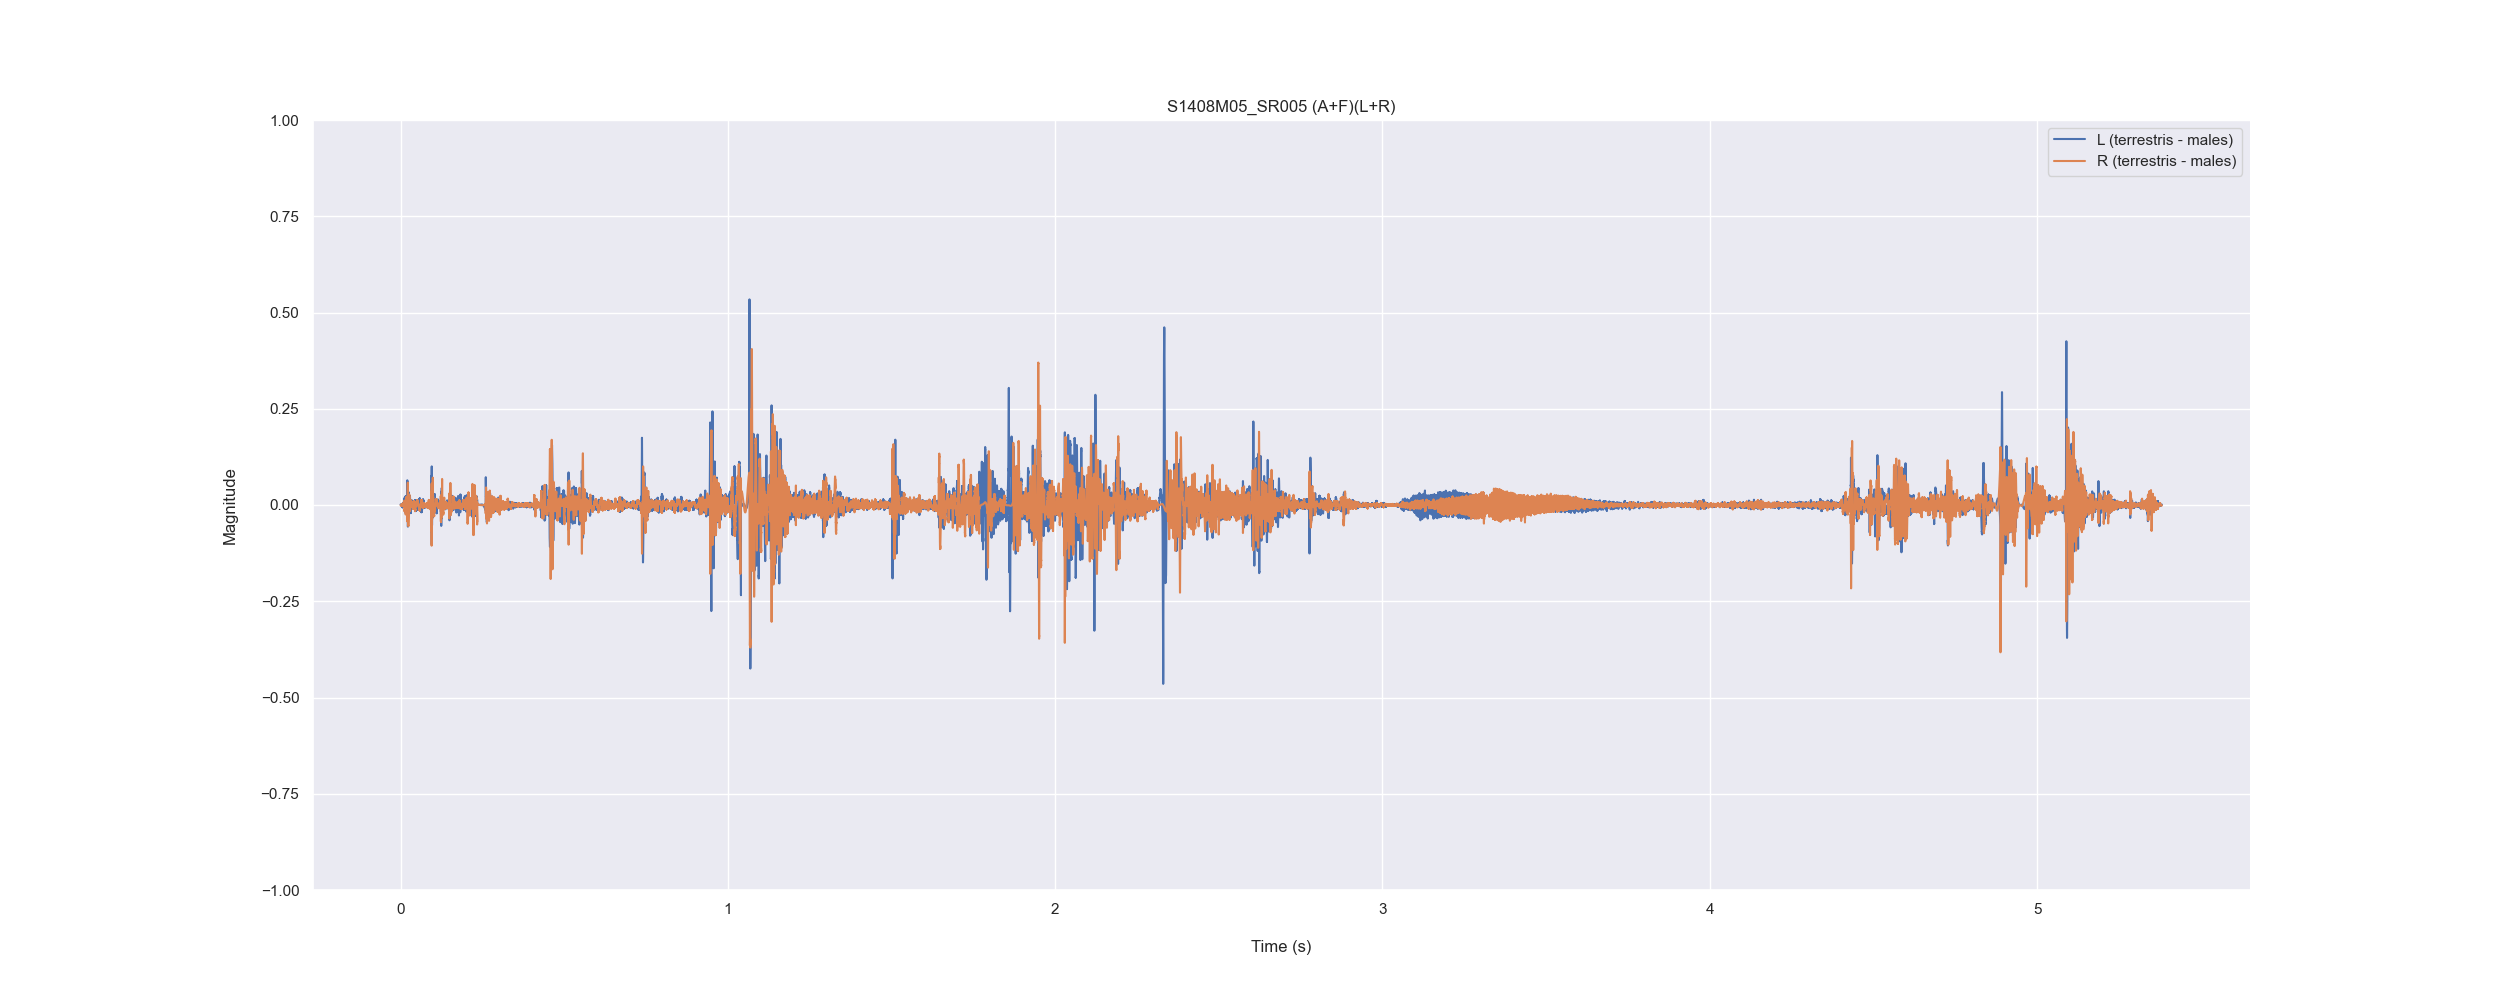 S1408M05_SR005 (A+F)(L+R)
L (terrestris - males)
R (terrestris - males)
Magnitude
1.00
0.75
0.50
0.25
0.00
−0.25
−0.50
−0.75
−1.00
0 1 2 3 4 5
Time (s)